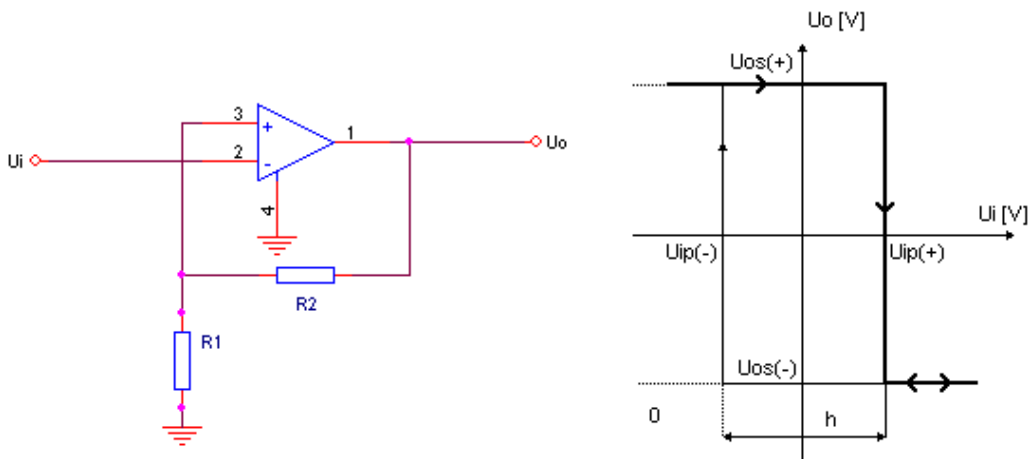 3
+
2
-
1
4
Ui
Uo
R2
R1
Uo [V]
Uos(+)
Ui [V]
Uip(-)
Uip(+)
Uos(-)
0
h